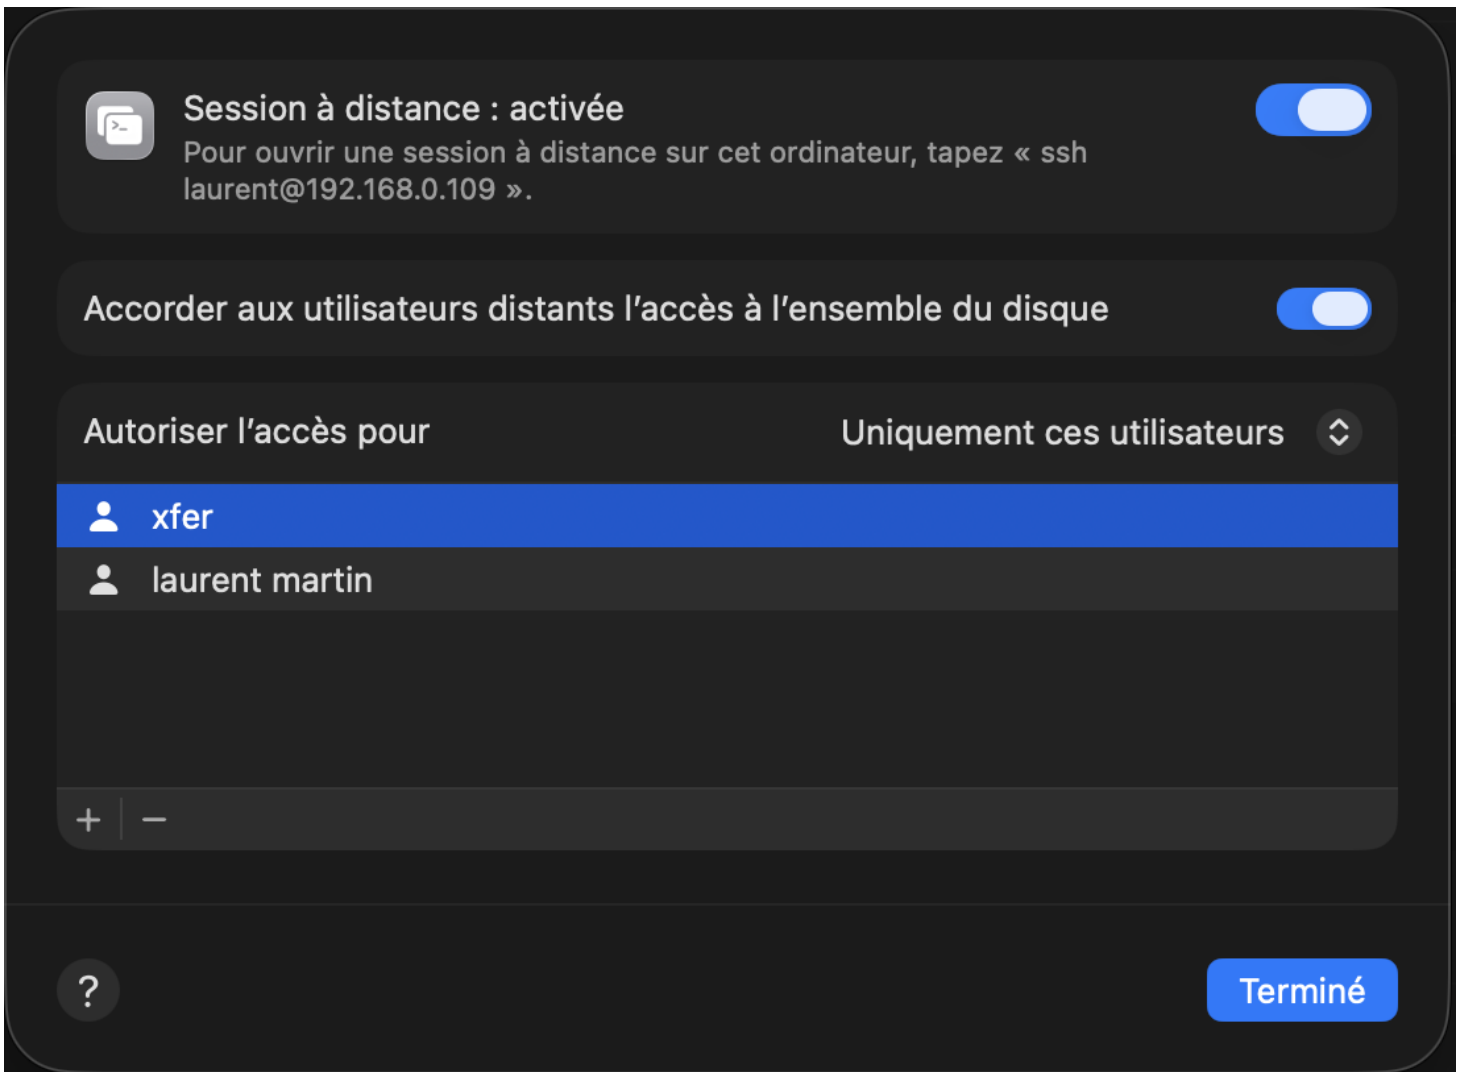 Session à distance : activée
Pour ouvrir une session à distance sur cet ordinateur, tapez « ssh
laurent@192.168.0.109 ».
Accorder aux utilisateurs distants l’accès à l’ensemble du disque
Autoriser l’accès pour
Uniquement ces utilisateurs
xfer
laurent martin
Terminé